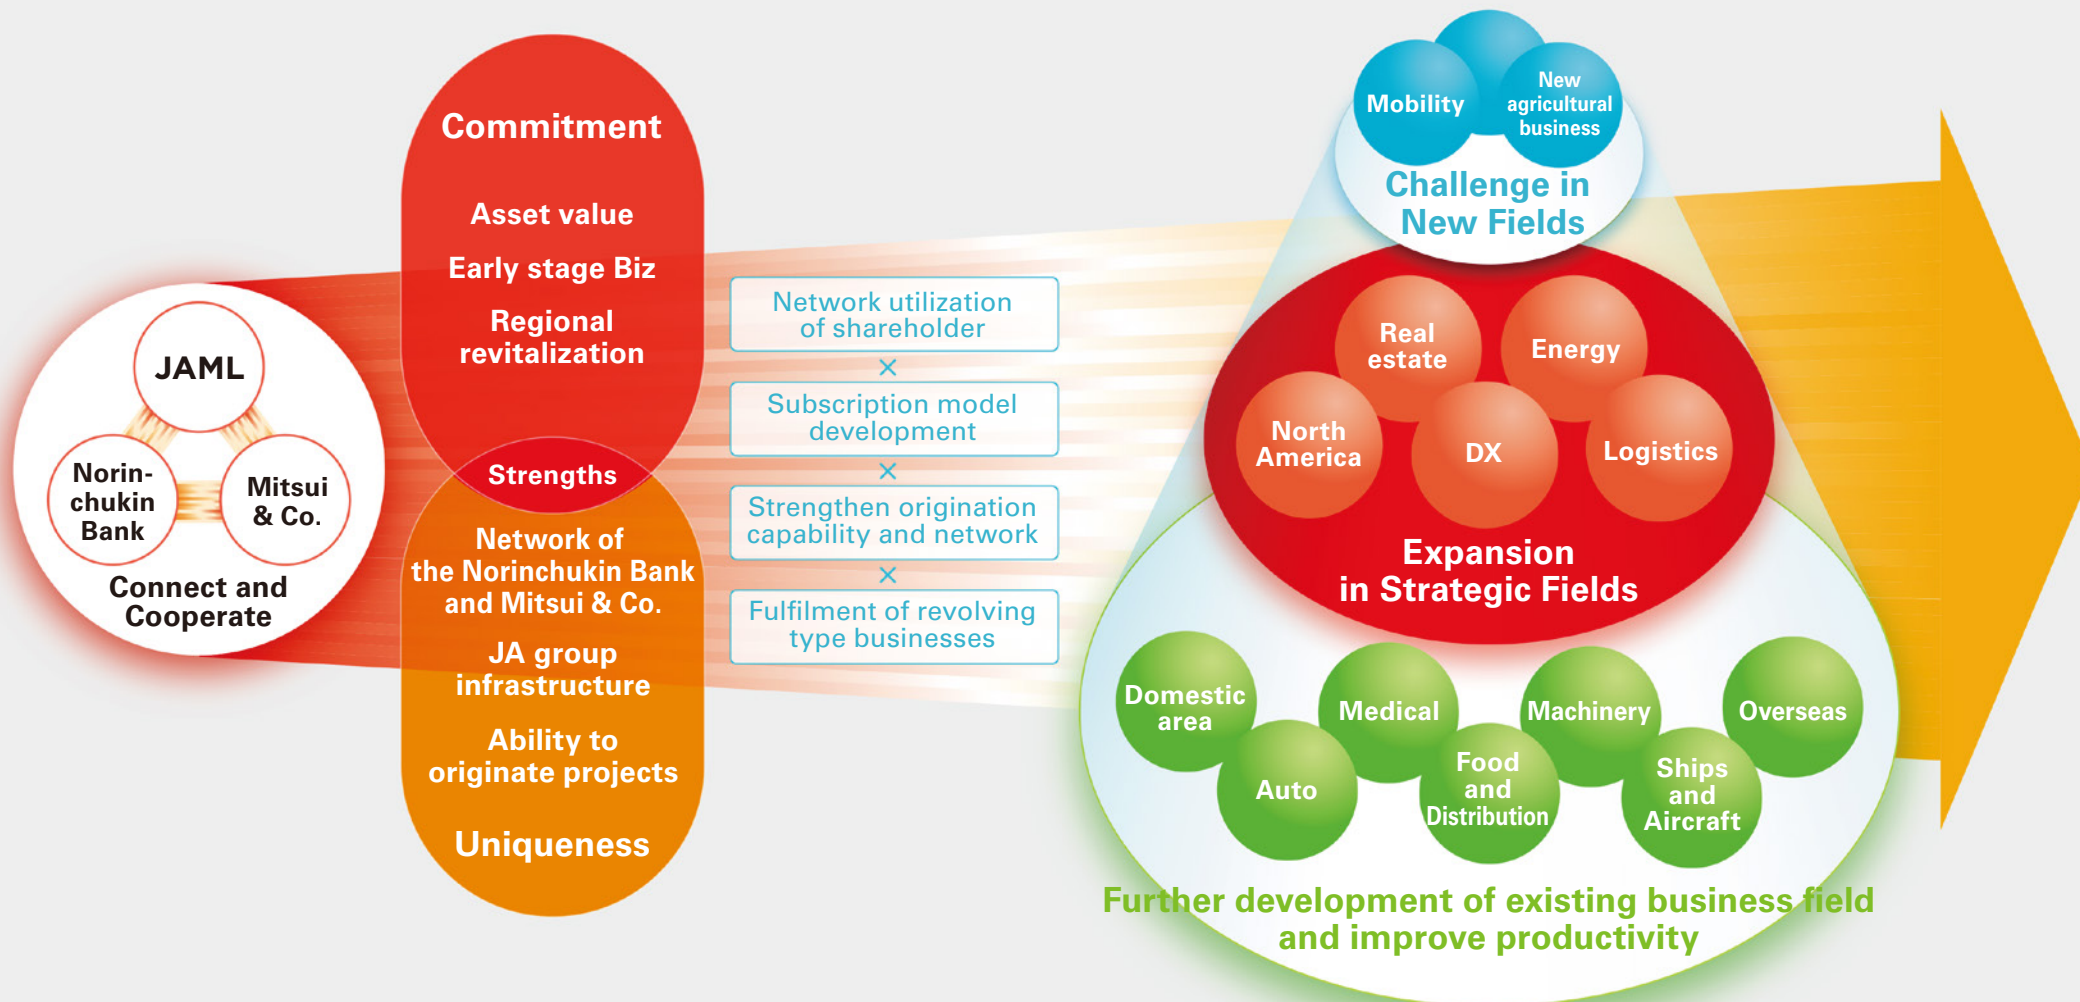 JAML
Norin-
chukin
Bank
Mitsui
& Co.
Connect and
Cooperate
Commitment
Asset value
Early stage Biz
Regional
revitalization
Strengths
Network of
the Norinchukin Bank
and Mitsui & Co.
JA group
infrastructure
Ability to
originate projects
Uniqueness
Network utilization
of shareholder
×
Subscription model
development
×
Strengthen origination
capability and network
×
Fulfilment of revolving
type businesses
Mobility
New
agricultural
business
Challenge in
New Fields
Real
estate
Energy
North
America
DX
Logistics
Expansion
in Strategic Fields
Domestic
area
Auto
Medical
Food
and
Distribution
Machinery
Ships
and
Aircraft
Overseas
Further development of existing business field
and improve productivity